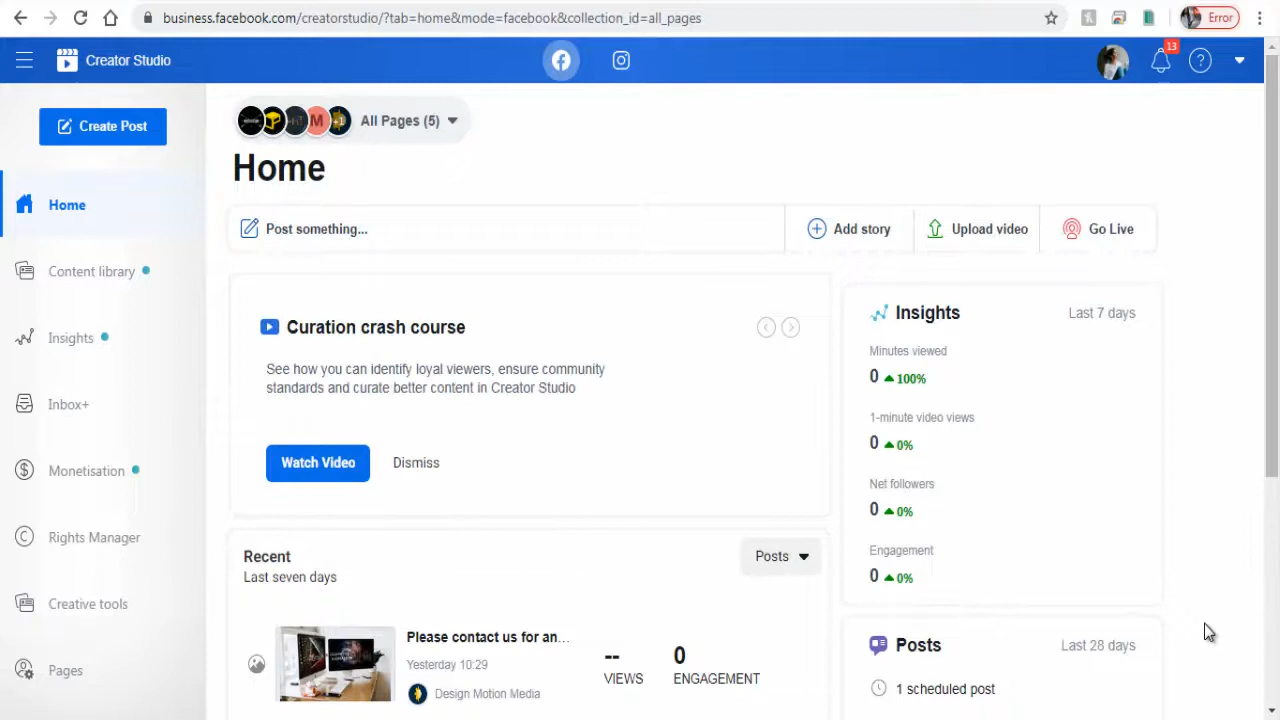 business.facebook.com/creatorstudio/?tab=home&mode=facebook&collection_id=all_pages
Error
Creator Studio
13
Create Post
Home
Content library
Insights
Inbox+
Monetisation
Rights Manager
Creative tools
Pages
M
+1
All Pages (5)
Home
Post something...
Add story
Upload video
Go Live
Curation crash course
See how you can identify loyal viewers, ensure community
standards and curate better content in Creator Studio
Watch Video
Dismiss
Recent
Last seven days
Posts
Please contact us for an...
Yesterday 10:29
Design Motion Media
--
VIEWS
0
ENGAGEMENT
Insights
Last 7 days
Minutes viewed
0 100%
1-minute video views
0 0%
Net followers
0 0%
Engagement
0 0%
Posts
Last 28 days
1 scheduled post